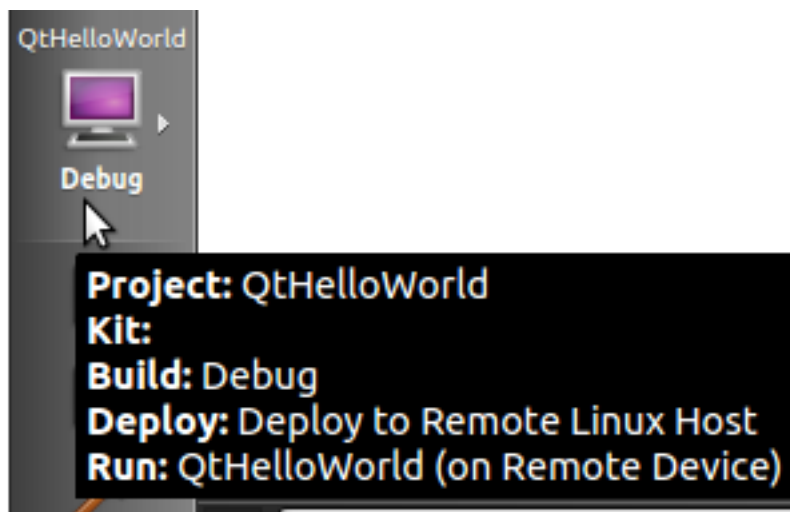 QtHelloWorld
Debug
Project: QtHelloWorld
Kit:
Build: Debug
Deploy: Deploy to Remote Linux Host
Run: QtHelloWorld (on Remote Device)